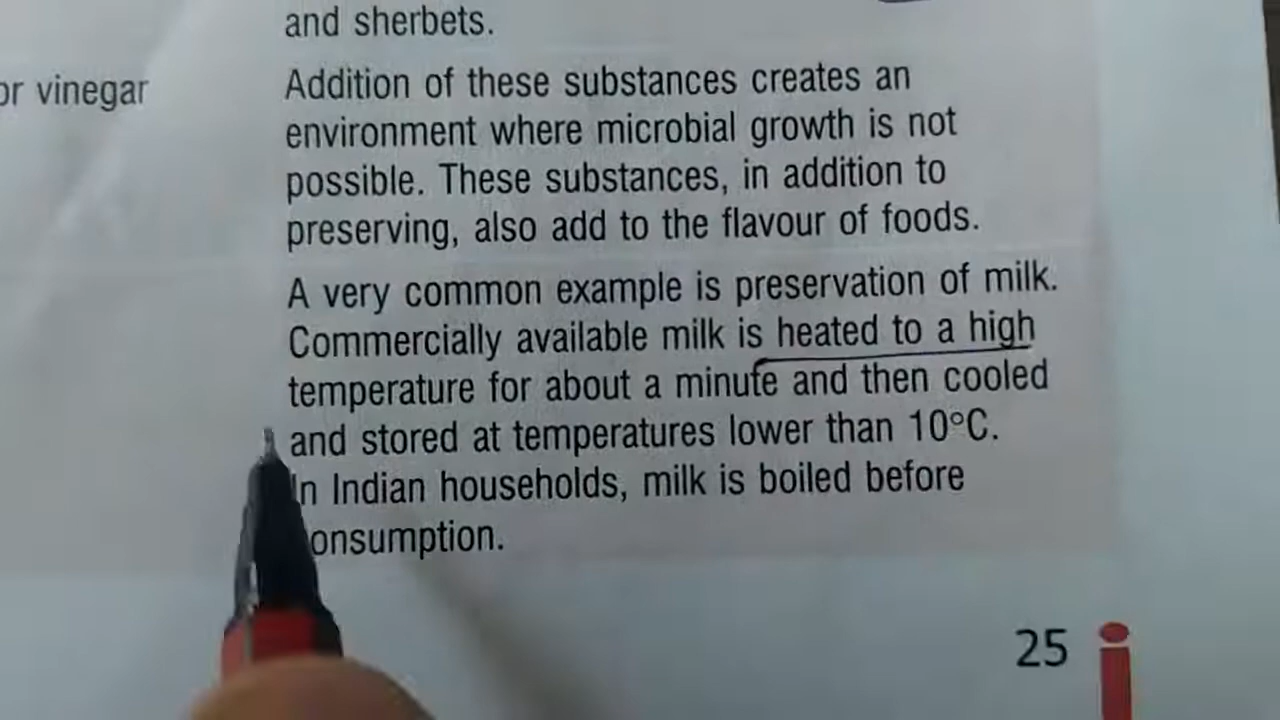 and sherbets.
or vinegar
Addition of these substances creates an
environment where microbial growth is not
possible. These substances, in addition to
preserving, also add to the flavour of foods.
A very common example is preservation of milk.
Commercially available milk is heated to a high
temperature for about a minute and then cooled
and stored at temperatures lower than 10°C.
In Indian households, milk is boiled before
onsumption.
25